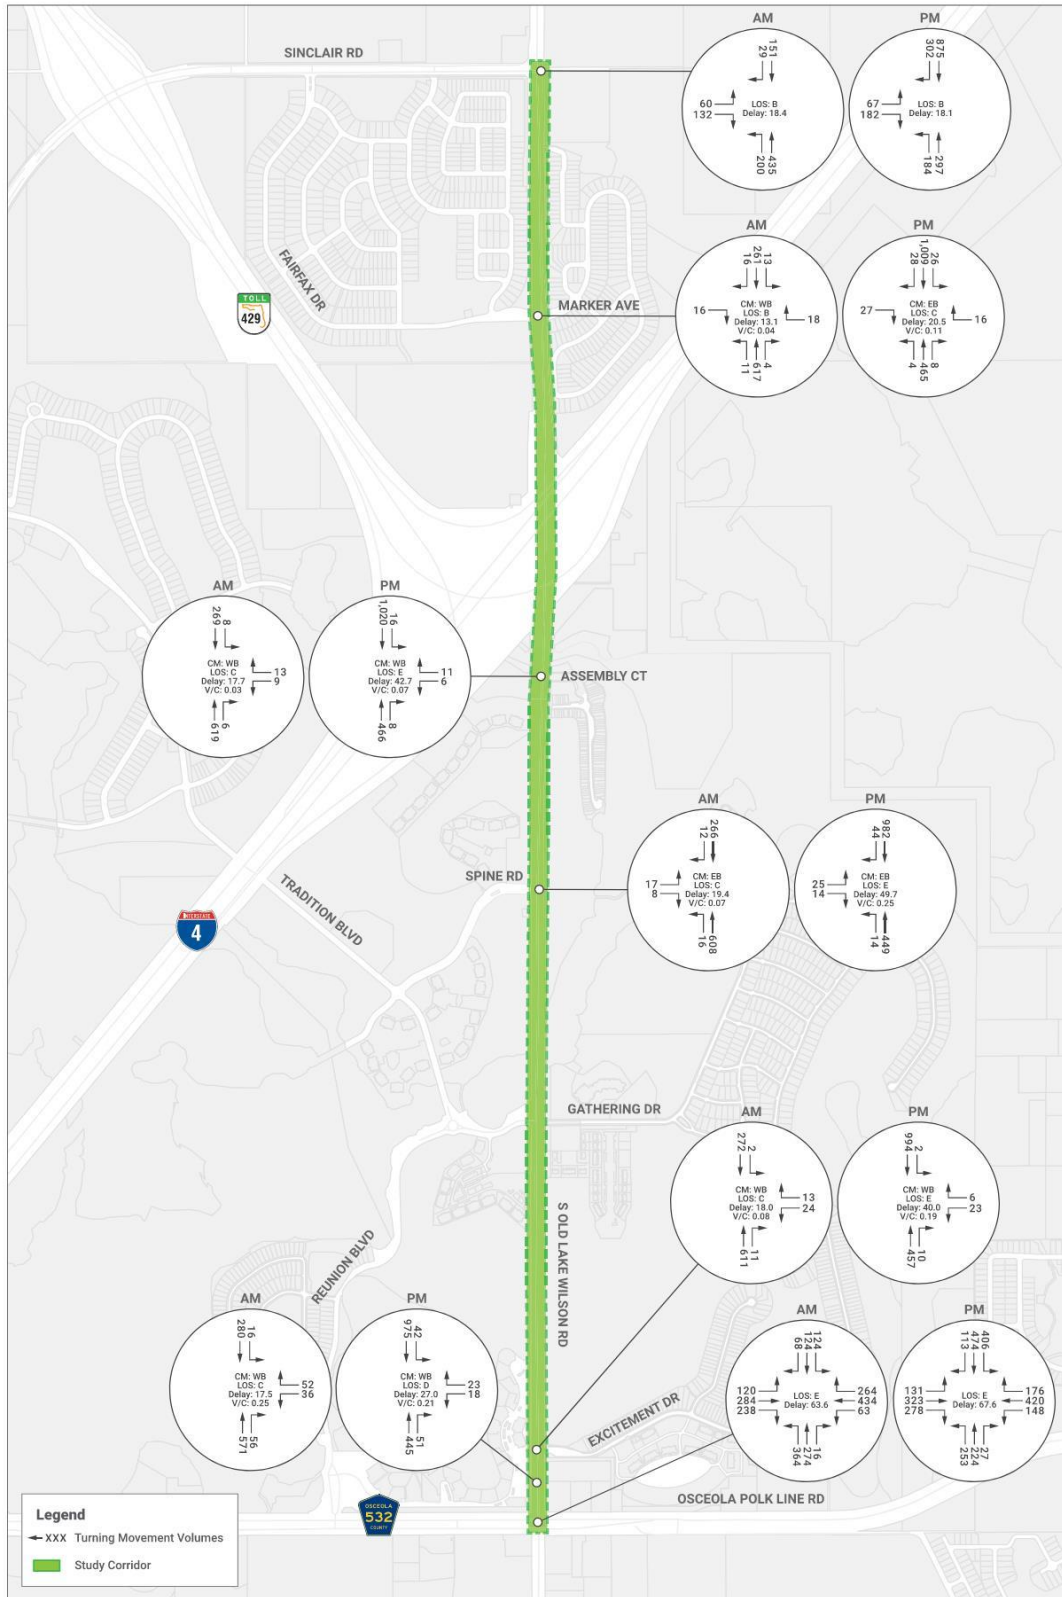 AM
PM
SINCLAIR RD
29
151
60
132
LOS: B
Delay: 18.4
200
435
302
875
67
182
LOS: B
Delay: 18.1
184
297
AM
PM
FAIRFAX DR
TOLL
429
MARKER AVE
16
261
13
16
CM: WB
LOS: B
Delay: 13.1
V/C: 0.04
18
11
617
4
28
1,009
26
27
CM: EB
LOS: C
Delay: 20.5
V/C: 0.11
16
4
465
8
AM
PM
269
8
CM: WB
LOS: C
Delay: 17.7
V/C: 0.03
13
9
619
6
1,020
16
CM: WB
LOS: E
Delay: 42.7
V/C: 0.07
11
6
466
8
ASSEMBLY CT
AM
PM
SPINE RD
12
266
17
8
CM: EB
LOS: C
Delay: 19.4
V/C: 0.07
16
608
44
982
25
14
CM: EB
LOS: E
Delay: 49.7
V/C: 0.25
14
449
TRADITION BLVD
INTERSTATE
4
GATHERING DR
AM
PM
272
2
CM: WB
LOS: C
Delay: 18.0
V/C: 0.08
13
24
611
11
994
2
CM: WB
LOS: E
Delay: 40.0
V/C: 0.19
6
23
457
10
S OLD LAKE WILSON RD
REUNION BLVD
AM
PM
280
16
CM: WB
LOS: C
Delay: 17.5
V/C: 0.25
52
36
571
56
975
42
CM: WB
LOS: D
Delay: 27.0
V/C: 0.21
23
18
445
51
AM
PM
68
124
124
120
284
238
LOS: E
Delay: 63.6
264
434
63
364
274
16
113
474
406
131
323
278
LOS: E
Delay: 67.6
176
420
148
253
224
27
EXCITEMENT DR
OSCEOLA POLK LINE RD
OSCEOLA
532
COUNTY
Legend
XXX Turning Movement Volumes
Study Corridor